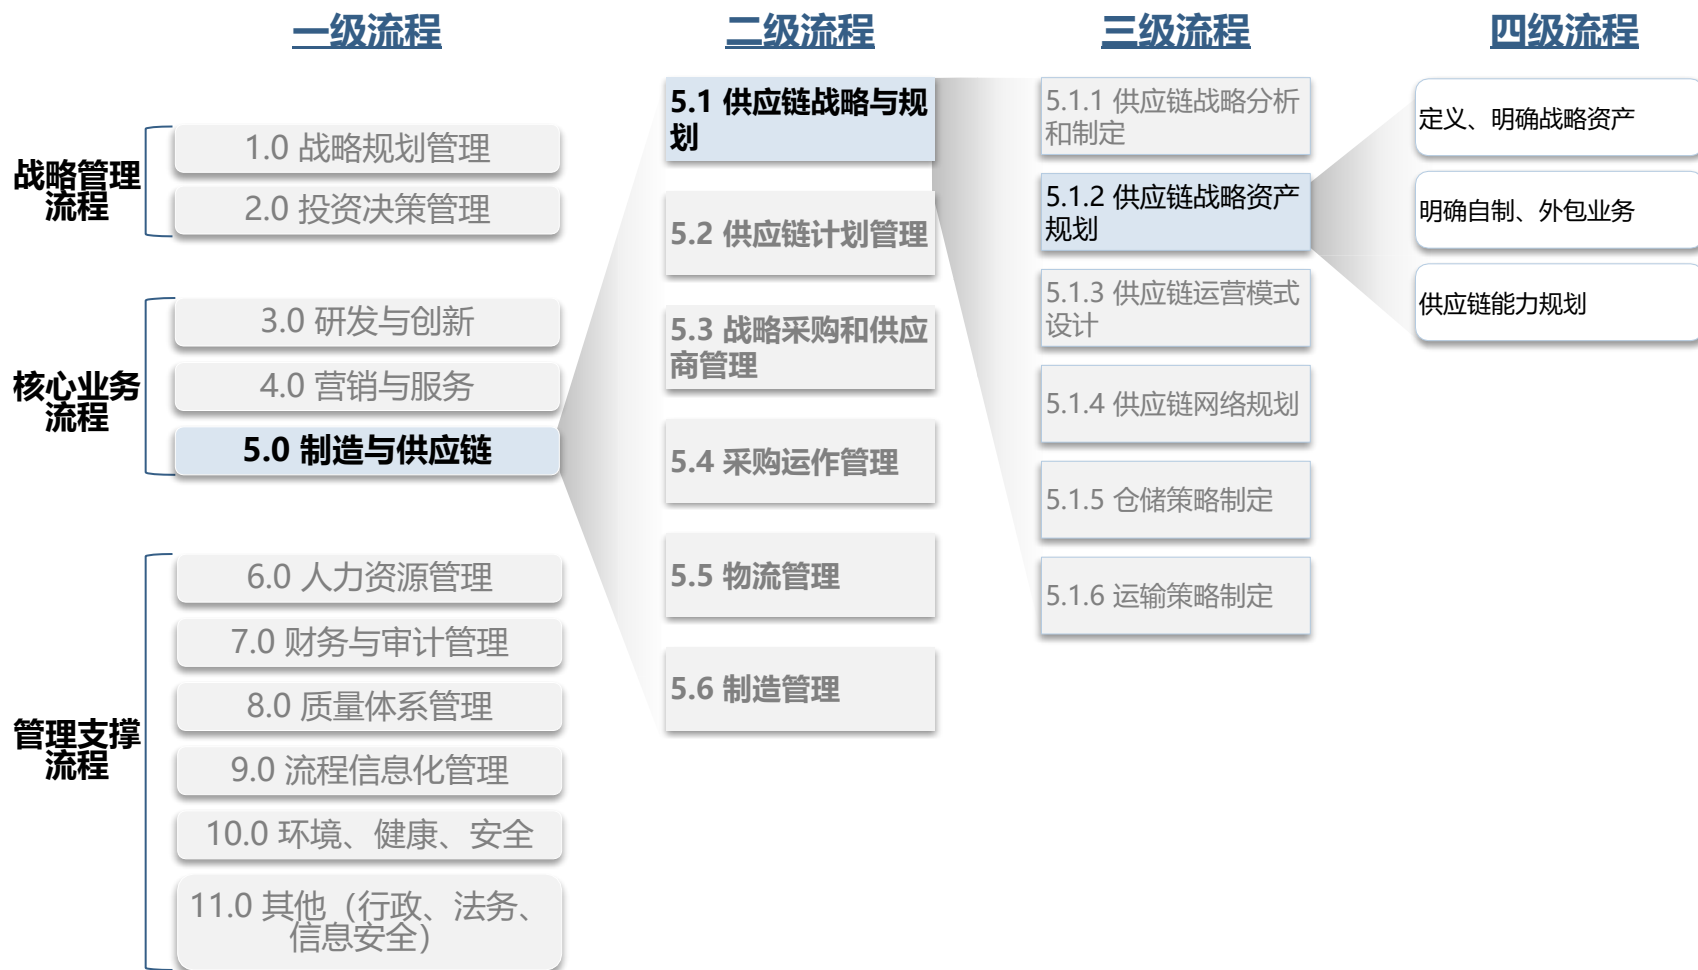 一级流程
二级流程
三级流程
四级流程
战略管理
流程
1.0 战略规划管理
2.0 投资决策管理
核心业务
流程
3.0 研发与创新
4.0 营销与服务
5.0 制造与供应链
管理支撑
流程
6.0 人力资源管理
7.0 财务与审计管理
8.0 质量体系管理
9.0 流程信息化管理
10.0 环境、健康、安全
11.0 其他（行政、法务、
信息安全）
5.1 供应链战略与规
划
5.2 供应链计划管理
5.3 战略采购和供应
商管理
5.4 采购运作管理
5.5 物流管理
5.6 制造管理
5.1.1 供应链战略分析
和制定
5.1.2 供应链战略资产
规划
5.1.3 供应链运营模式
设计
5.1.4 供应链网络规划
5.1.5 仓储策略制定
5.1.6 运输策略制定
定义、明确战略资产
明确自制、外包业务
供应链能力规划